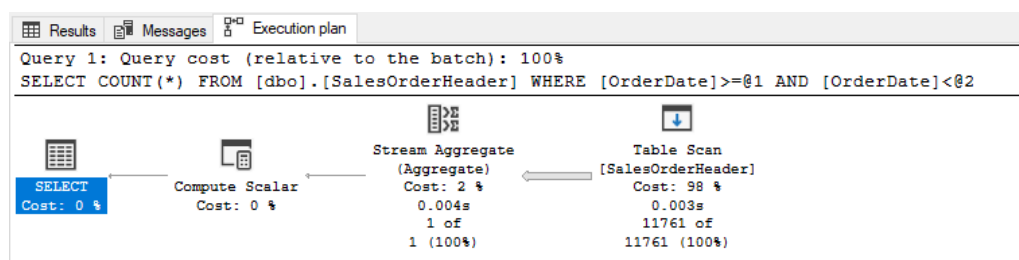 Results Messages Execution plan
Query 1: Query cost (relative to the batch): 100%
SELECT COUNT(*) FROM [dbo].[SalesOrderHeader] WHERE [OrderDate]>=@1 AND [OrderDate]<@2
SELECT
Cost: 0 %
Compute Scalar
Cost: 0 %
Stream Aggregate
(Aggregate)
Cost: 2 %
0.004s
1 of
1 (100%)
Table Scan
[SalesOrderHeader]
Cost: 98 %
0.003s
11761 of
11761 (100%)